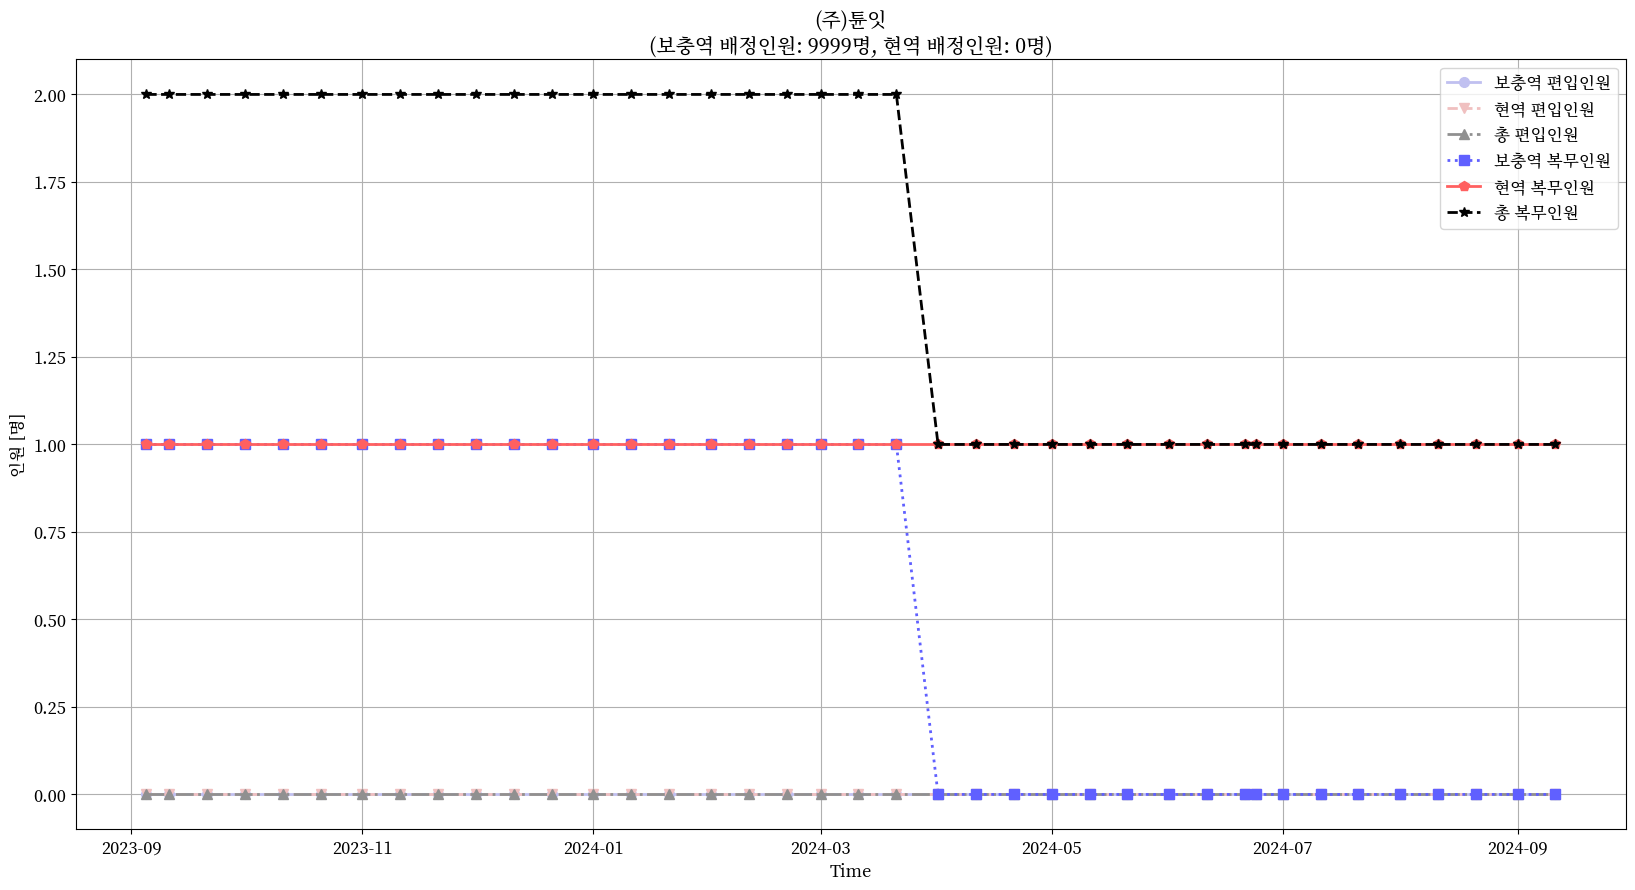 (주)튠잇
(보충역 배정인원: 9999명, 현역 배정인원: 0명)
보충역 편입인원
현역 편입인원
총 편입인원
보충역 복무인원
현역 복무인원
총 복무인원
인원 [명]
2.00
1.75
1.50
1.25
1.00
0.75
0.50
0.25
0.00
2023-09 2023-11 2024-01 2024-03 2024-05 2024-07 2024-09
Time